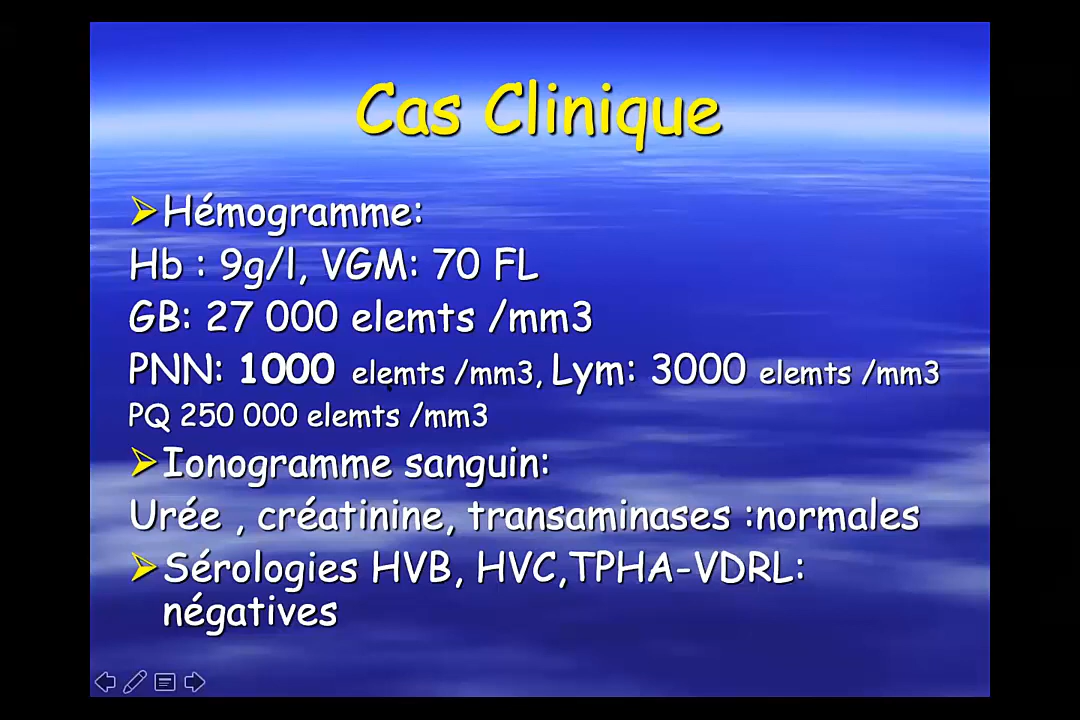 Cas Clinique
Hémogramme:
Hb : 9g/l, VGM: 70 FL
GB: 27 000 elemts /mm3
PNN: 1000 elemts /mm3, Lym: 3000 elemts /mm3
PQ 250 000 elemts /mm3
Ionogramme sanguin:
Urée , créatinine, transaminases :normales
Sérologies HVB, HVC,TPHA-VDRL:
négatives